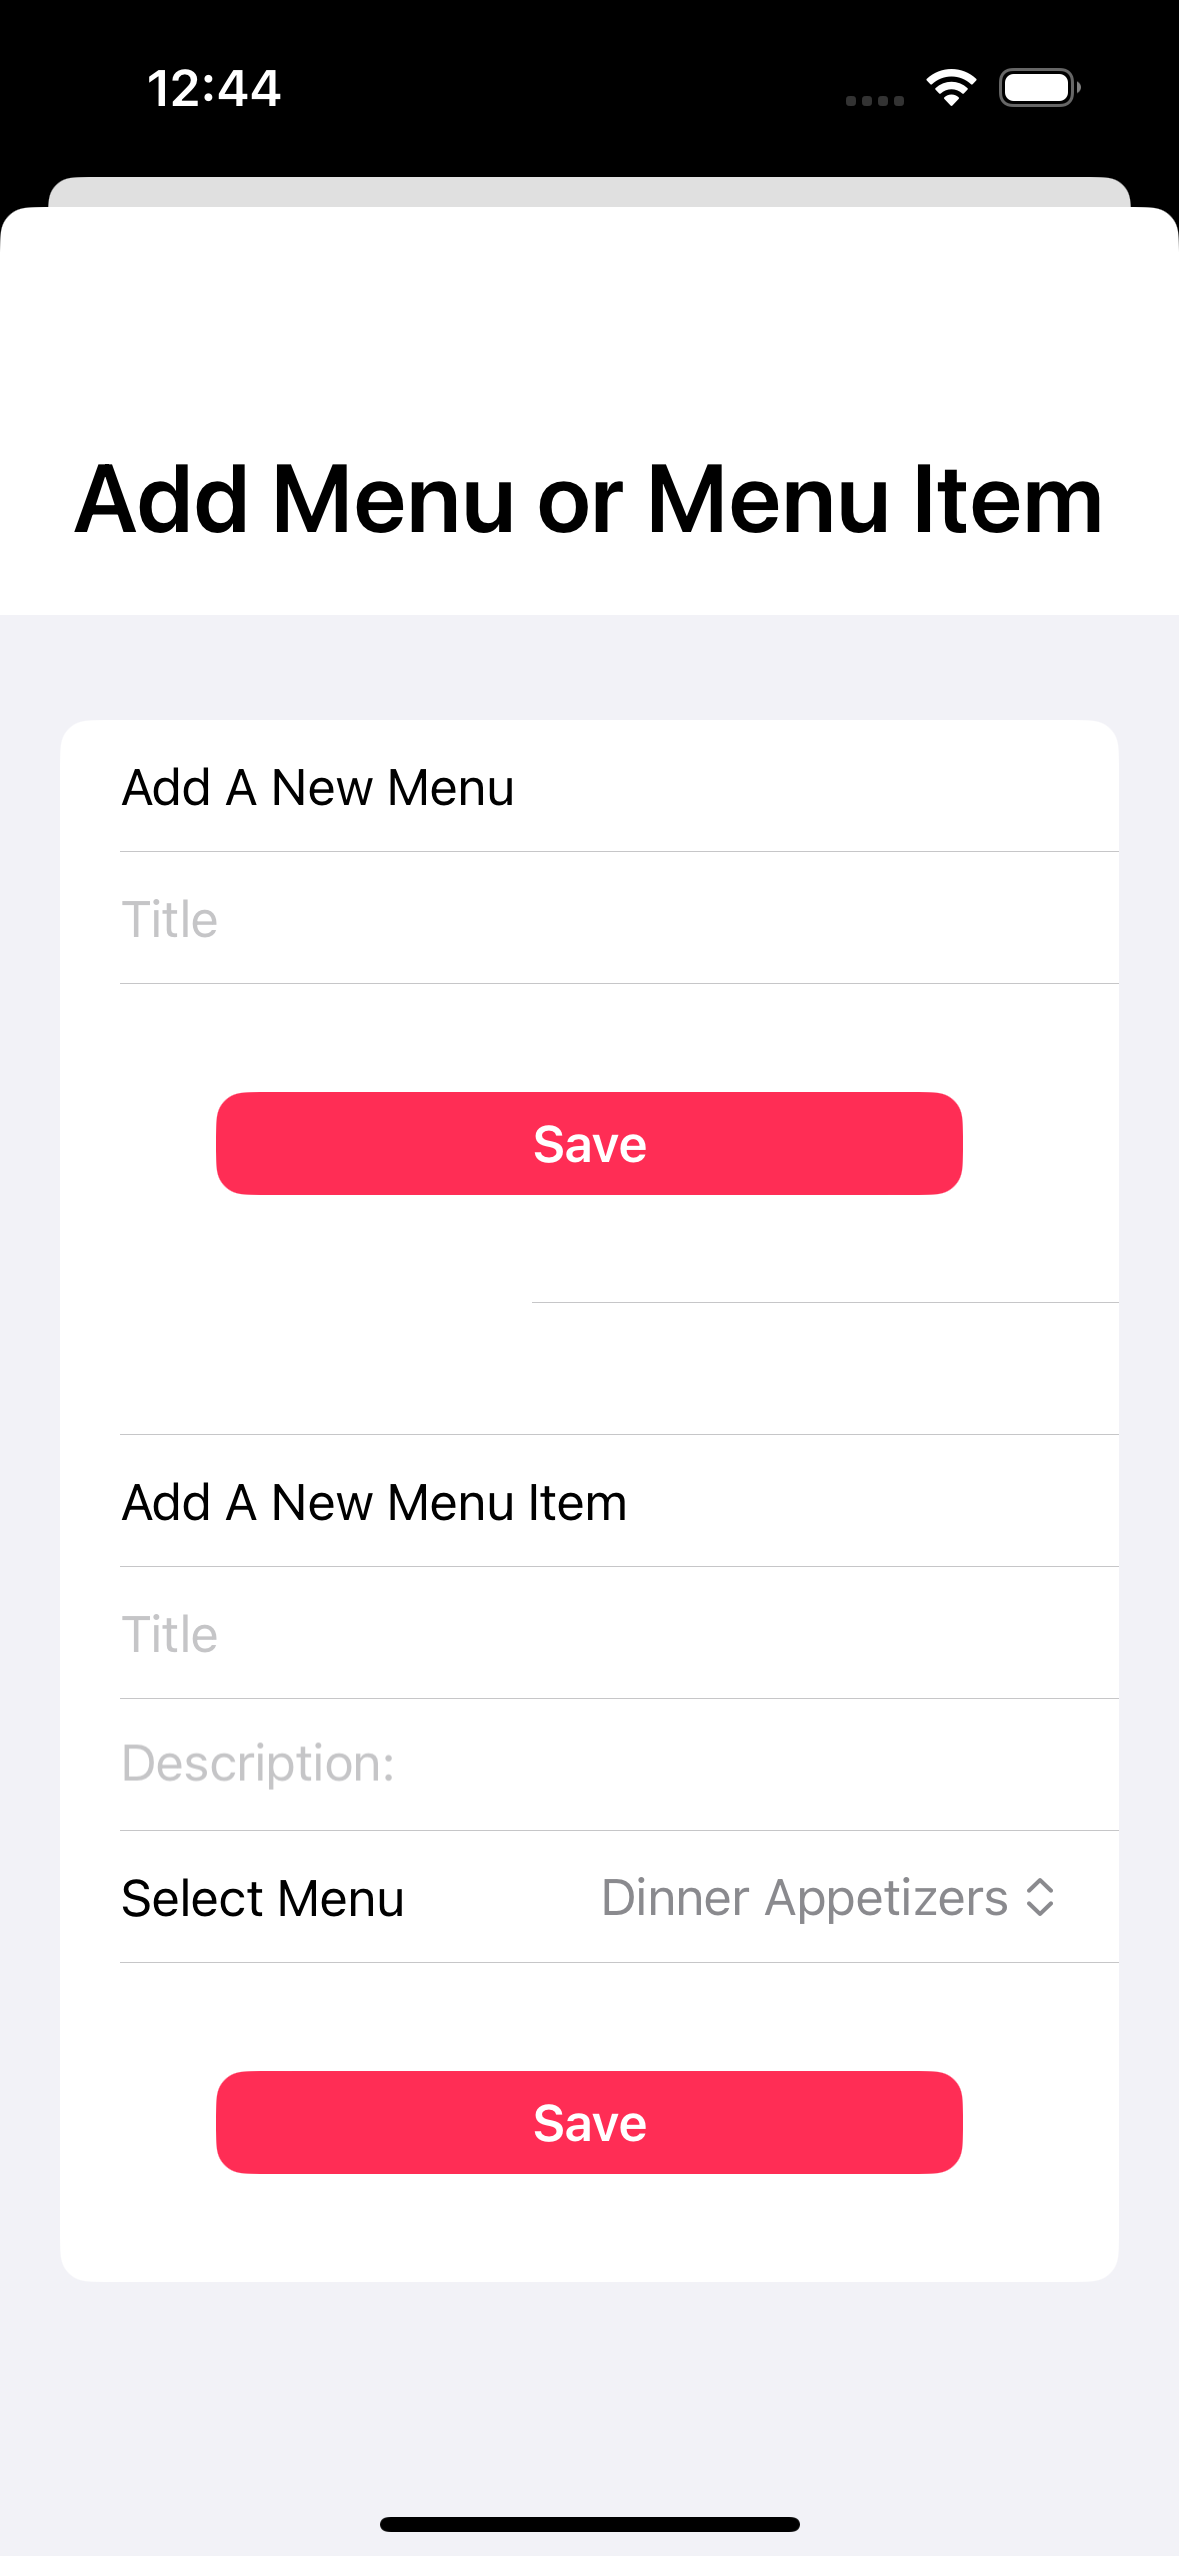 12:44
Add Menu or Menu Item
Add A New Menu
Title
Save
Add A New Menu Item
Title
Description:
Select Menu Dinner Appetizers
Save